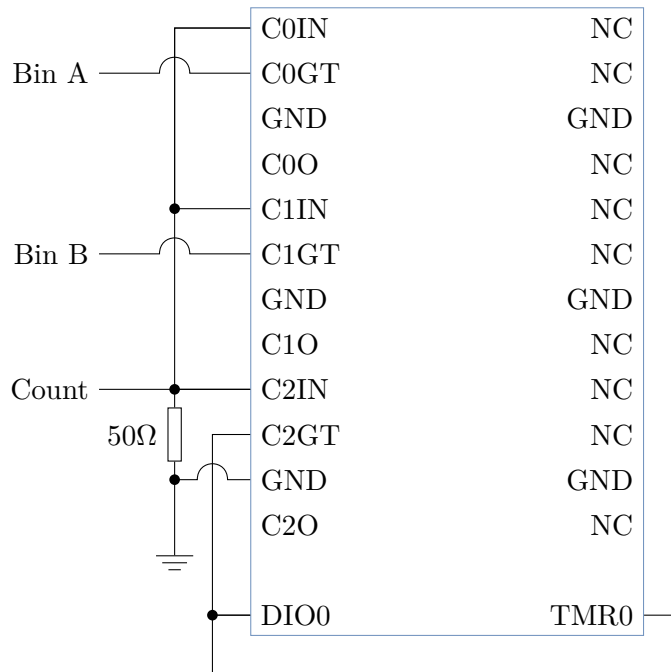 C0IN NC
Bin A C0GT NC
GND GND
C0O NC
C1IN NC
Bin B C1GT NC
GND GND
C1O NC
Count C2IN NC
50Ω C2GT NC
GND GND
C2O NC
DIO0 TMR0